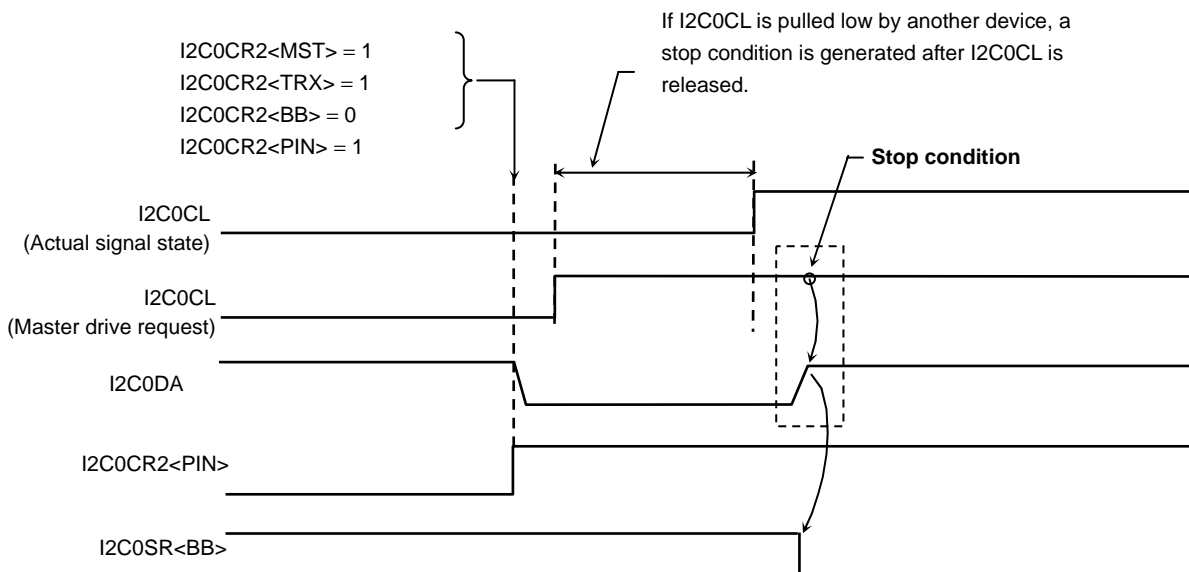 If I2C0CL is pulled low by another device, a
stop condition is generated after I2C0CL is
released.
I2C0CR2<MST> = 1
I2C0CR2<TRX> = 1
I2C0CR2<BB> = 0
I2C0CR2<PIN> = 1
Stop condition
I2C0CL
(Actual signal state)
I2C0CL
(Master drive request)
I2C0DA
I2C0CR2<PIN>
I2C0SR<BB>